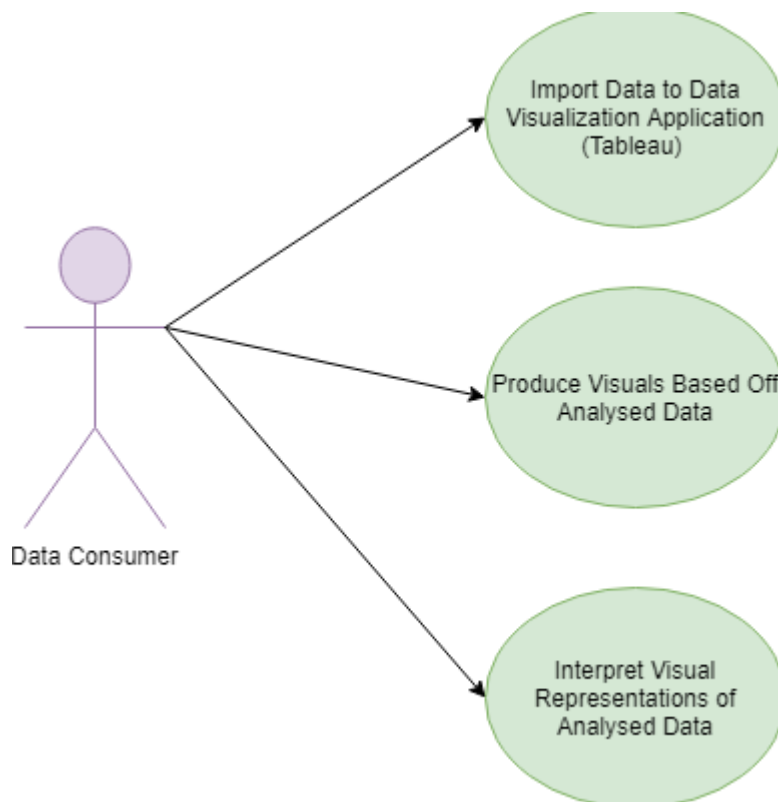 Import Data to Data
Visualization Application
(Tableau)
Produce Visuals Based Off
Analysed Data
Data Consumer
Interpret Visual
Representations of
Analysed Data